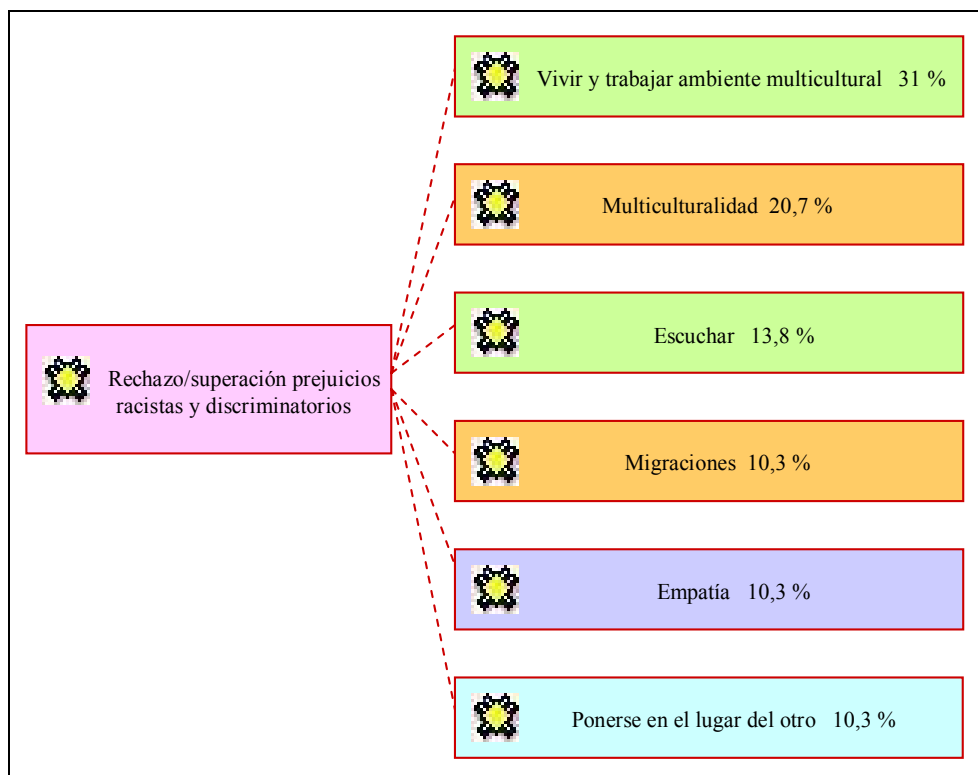 Vivir y trabajar ambiente multicultural 31 %
Multiculturalidad 20,7 %
Escuchar 13,8 %
Rechazo/superación prejuicios
racistas y discriminatorios
Migraciones 10,3 %
Empatía 10,3 %
Ponerse en el lugar del otro 10,3 %